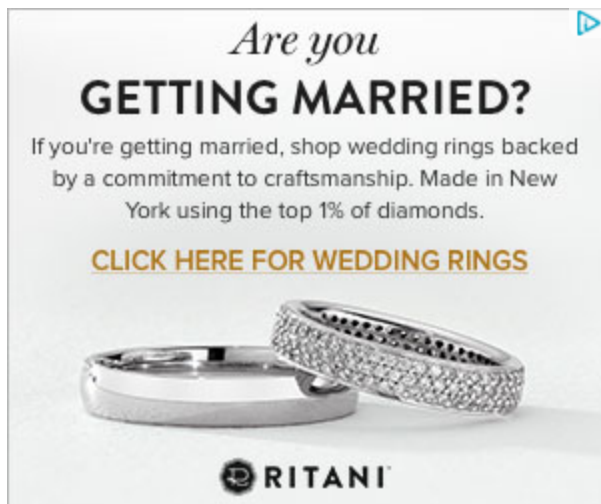 Are you
GETTING MARRIED?
If you're getting married, shop wedding rings backed
by a commitment to craftsmanship. Made in New
York using the top 1% of diamonds.
CLICK HERE FOR WEDDING RINGS
RITANI